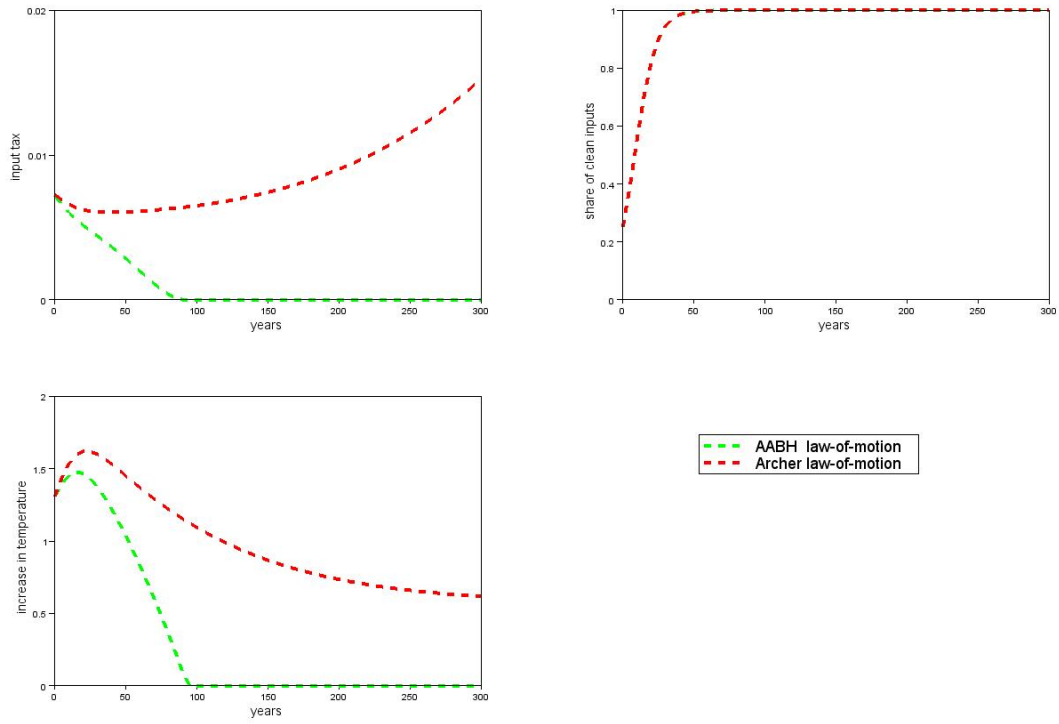 0.02
0.01
0
input tax
0 50 100 150 200 250 300
years
1
0.8
0.6
0.4
0.2
0
share of clean inputs
0 50 100 150 200 250 300
years
2
1.5
1
0.5
0
increase in temperature
0 50 100 150 200 250 300
years
AABH law-of-motion
Archer law-of-motion